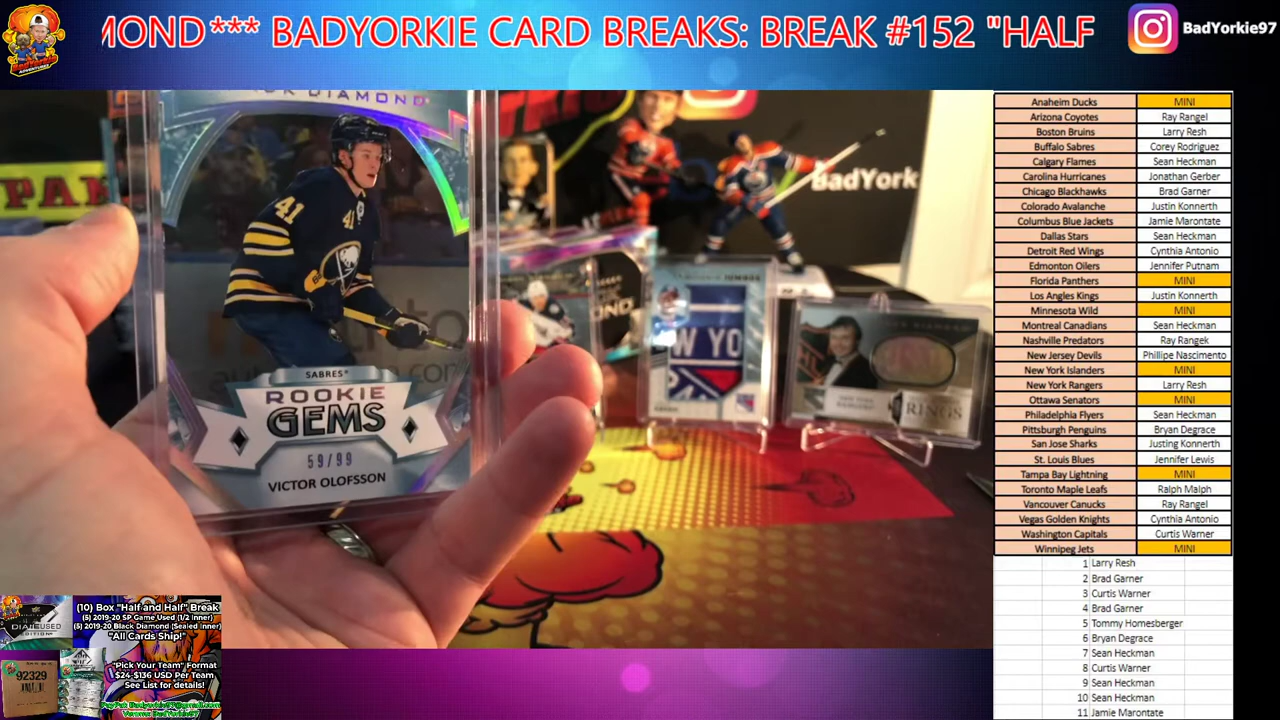 MOND*** BADYORKIE CARD BREAKS: BREAK #152 "HALF
BadYorkie97
DIAMOND
41
41
SABRES
ROOKIE
GEMS
59/99
VICTOR OLOFSSON
BadYork
W YO
RINGS
Anaheim Ducks MINI
Arizona Coyotes Ray Rangel
Boston Bruins Larry Resh
Buffalo Sabres Corey Rodriguez
Calgary Flames Sean Heckman
Carolina Hurricanes Jonathan Gerber
Chicago Blackhawks Brad Garner
Colorado Avalanche Justin Konnerth
Columbus Blue Jackets Jamie Marontate
Dallas Stars Sean Heckman
Detroit Red Wings Cynthia Antonio
Edmonton Oilers Jennifer Putnam
Florida Panthers MINI
Los Angles Kings Justin Konnerth
Minnesota Wild MINI
Montreal Canadians Sean Heckman
Nashville Predators Ray Rangek
New Jersey Devils Phillipe Nascimento
New York Islanders MINI
New York Rangers Larry Resh
Ottawa Senators MINI
Philadelphia Flyers Sean Heckman
Pittsburgh Penguins Bryan Degrace
San Jose Sharks Justing Konnerth
St. Louis Blues Jennifer Lewis
Tampa Bay Lightning MINI
Toronto Maple Leafs Ralph Malph
Vancouver Canucks Ray Rangel
Vegas Golden Knights Cynthia Antonio
Washington Capitals Curtis Warner
Winnipeg Jets MINI
1 Larry Resh
2 Brad Garner
3 Curtis Warner
4 Brad Garner
5 Tommy Homesberger
6 Bryan Degrace
7 Sean Heckman
8 Curtis Warner
9 Sean Heckman
10 Sean Heckman
11 Jamie Marontate
(10) Box "Half and Half" Break
(5) 2019-20 SP Game Used (1/2 Inner)
(5) 2019-20 Black Diamond (Sealed Inner)
"All Cards Ship!"
"Pick Your Team" Format
$24-$136 USD Per Team
See List for details!
92329